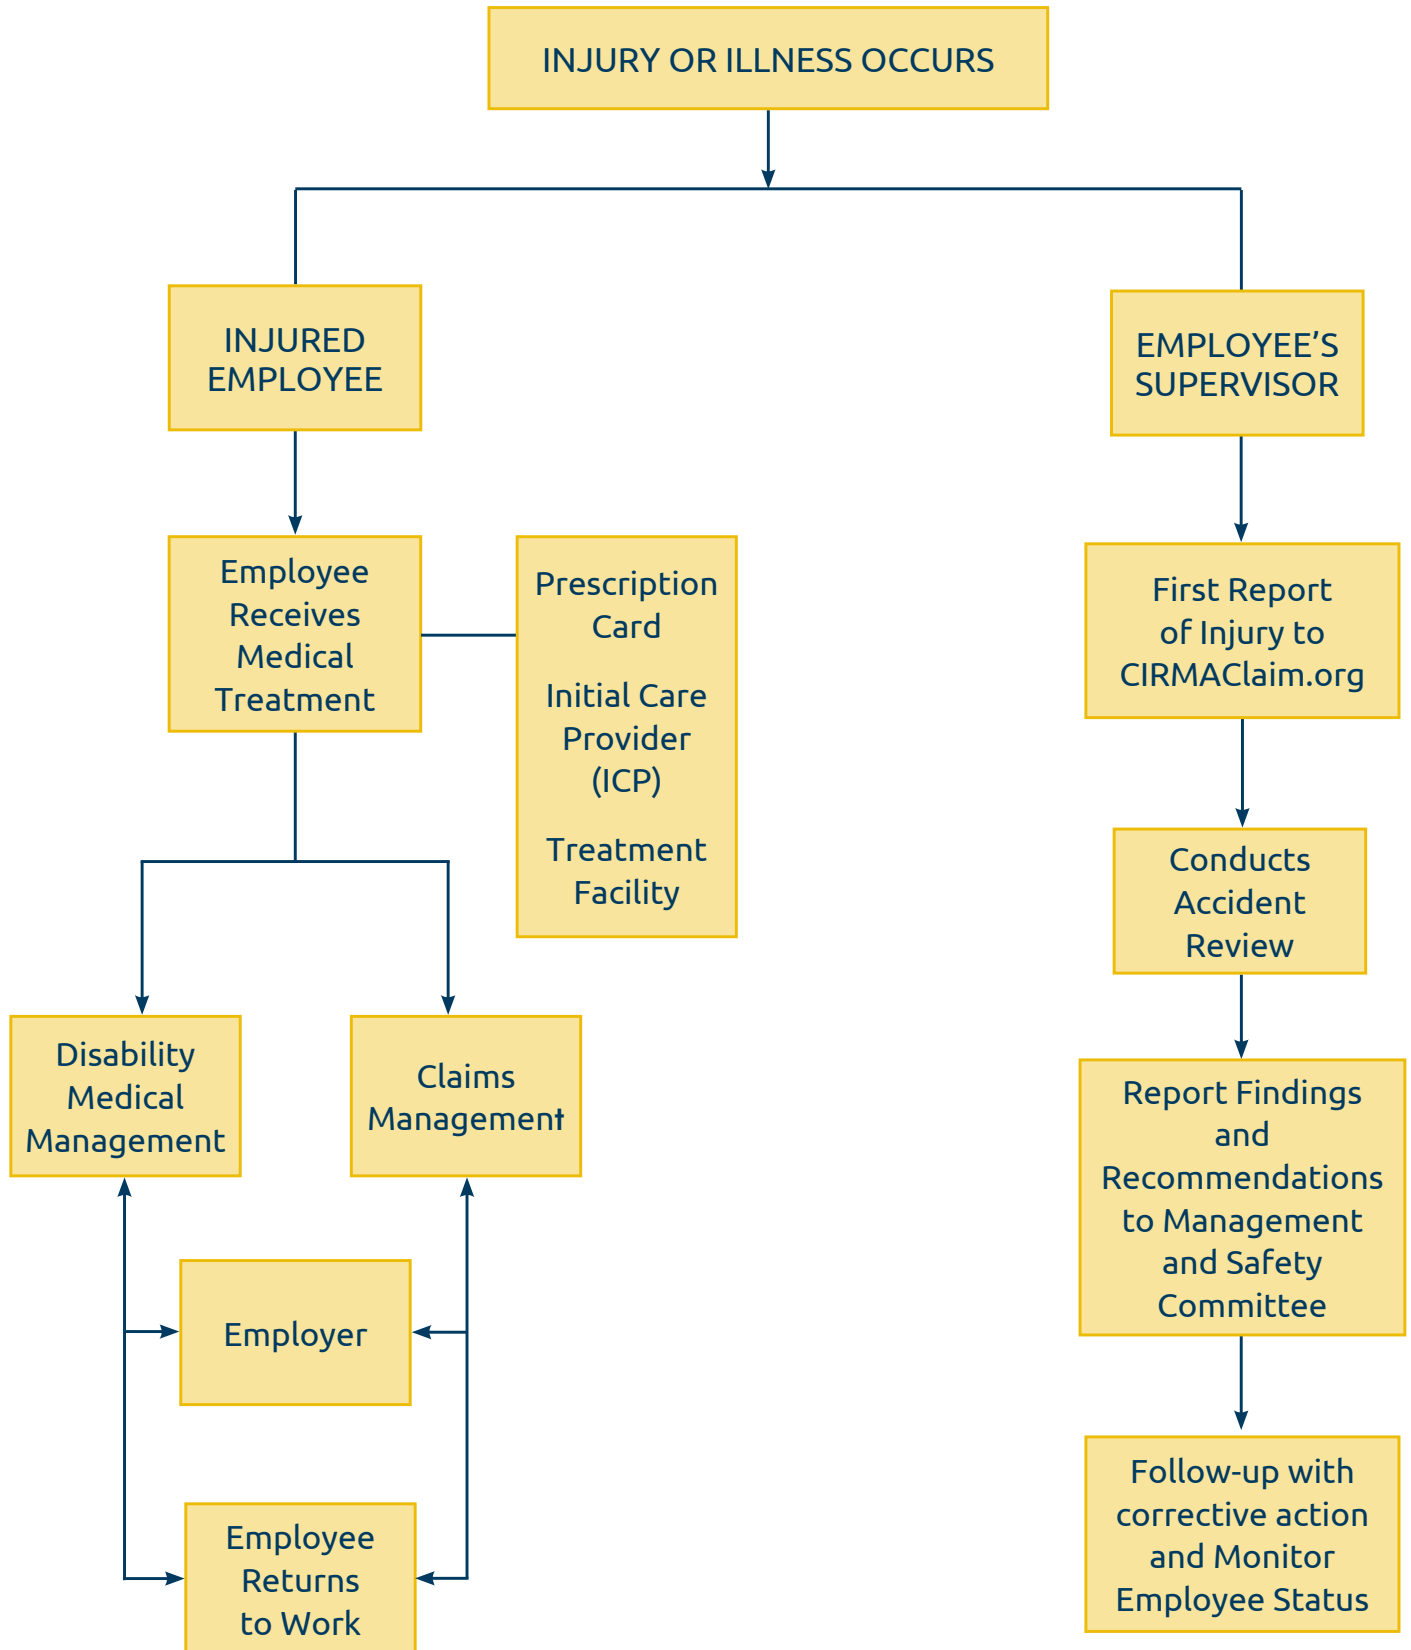 INJURY OR ILLNESS OCCURS
INJURED
EMPLOYEE
EMPLOYEE’S
SUPERVISOR
Employee
Receives
Medical
Treatment
Prescription
Card
Initial Care
Provider
(ICP)
Treatment
Facility
First Report
of Injury to
CIRMAClaim.org
Conducts
Accident
Review
Disability
Medical
Management
Claims
Management
Report Findings
and
Recommendations
to Management
and Safety
Committee
Employer
Follow-up with
corrective action
and Monitor
Employee Status
Employee
Returns
to Work